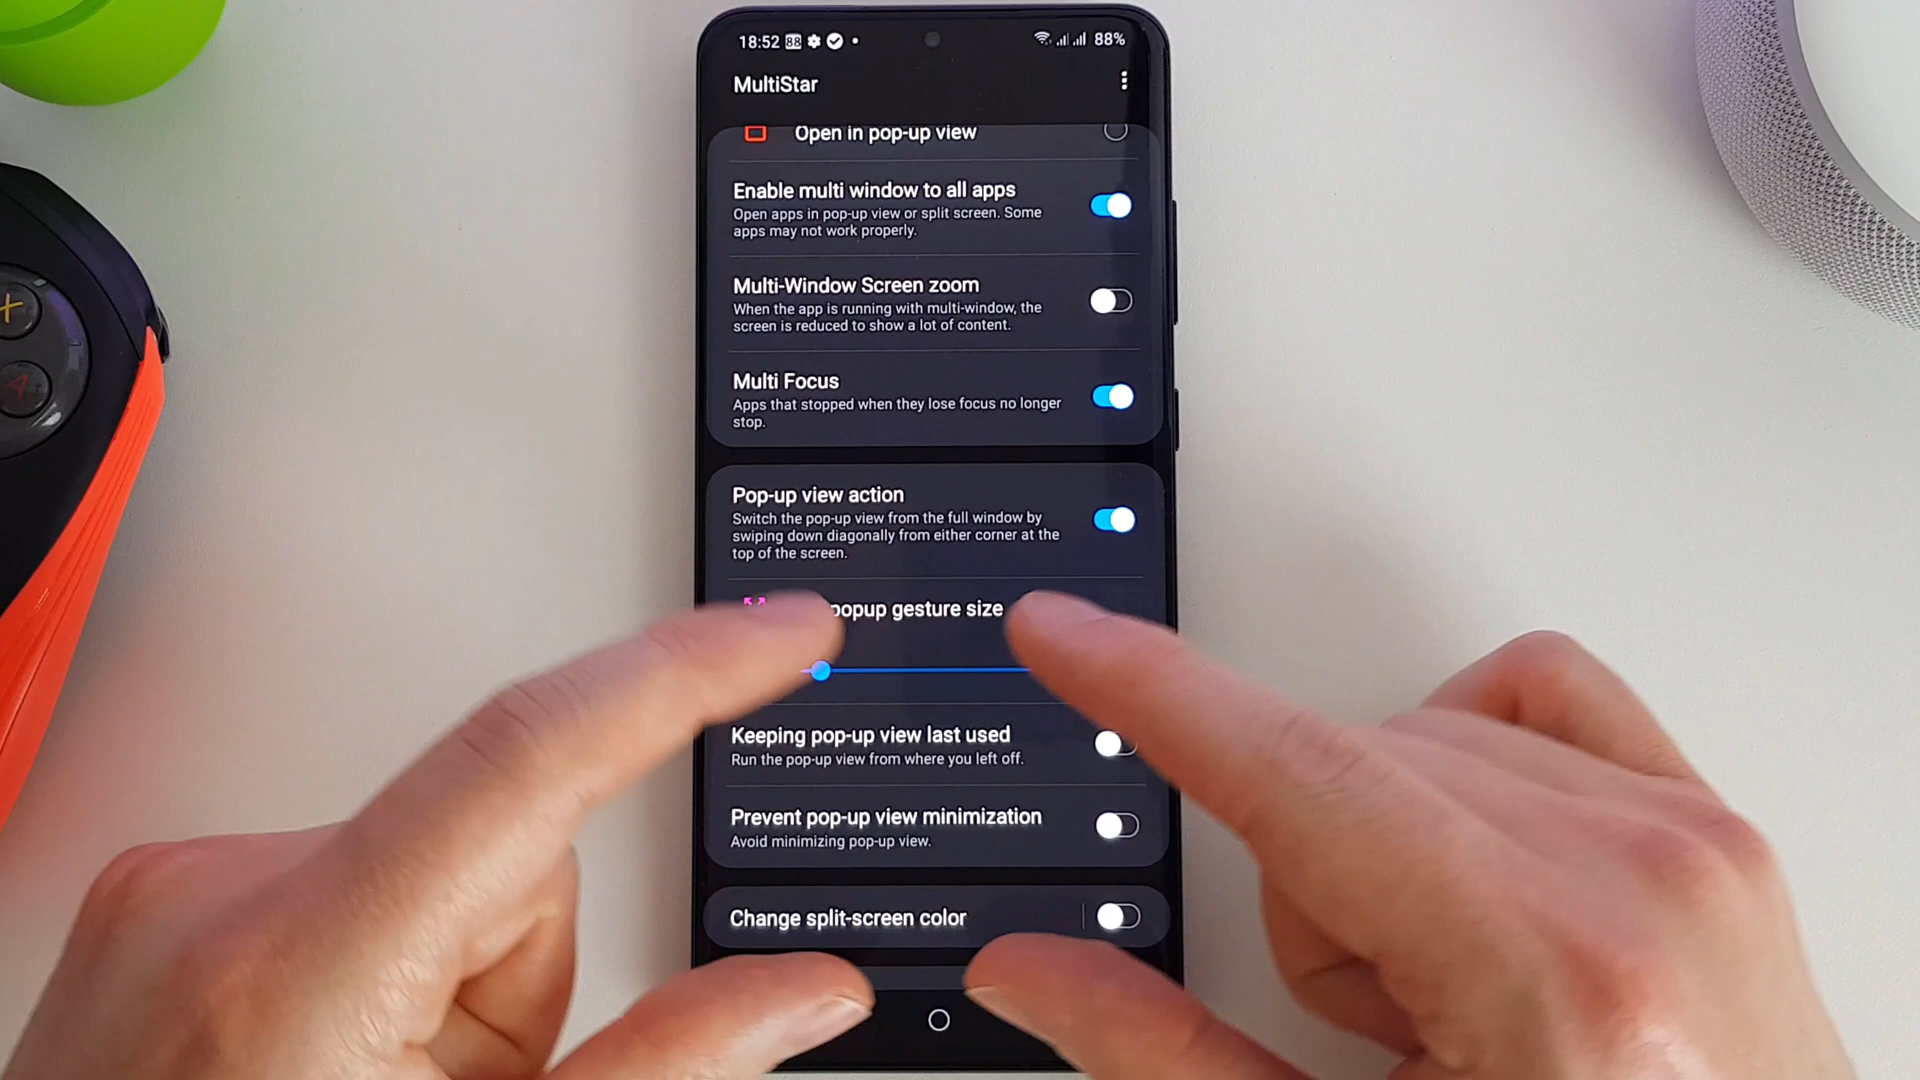 18:52 88%
MultiStar
Open in pop-up view
Enable multi window to all apps
Open apps in pop-up view or split screen. Some
apps may not work properly.
Multi-Window Screen zoom
When the app is running with multi-window, the
screen is reduced to show a lot of content.
Multi Focus
Apps that stopped when they lose focus no longer
stop.
Pop-up view action
Switch the pop-up view from the full window by
swiping down diagonally from either corner at the
top of the screen.
popup gesture size
Keeping pop-up view last used
Run the pop-up view from where you left off.
Prevent pop-up view minimization
Avoid minimizing pop-up view.
Change split-screen color
A